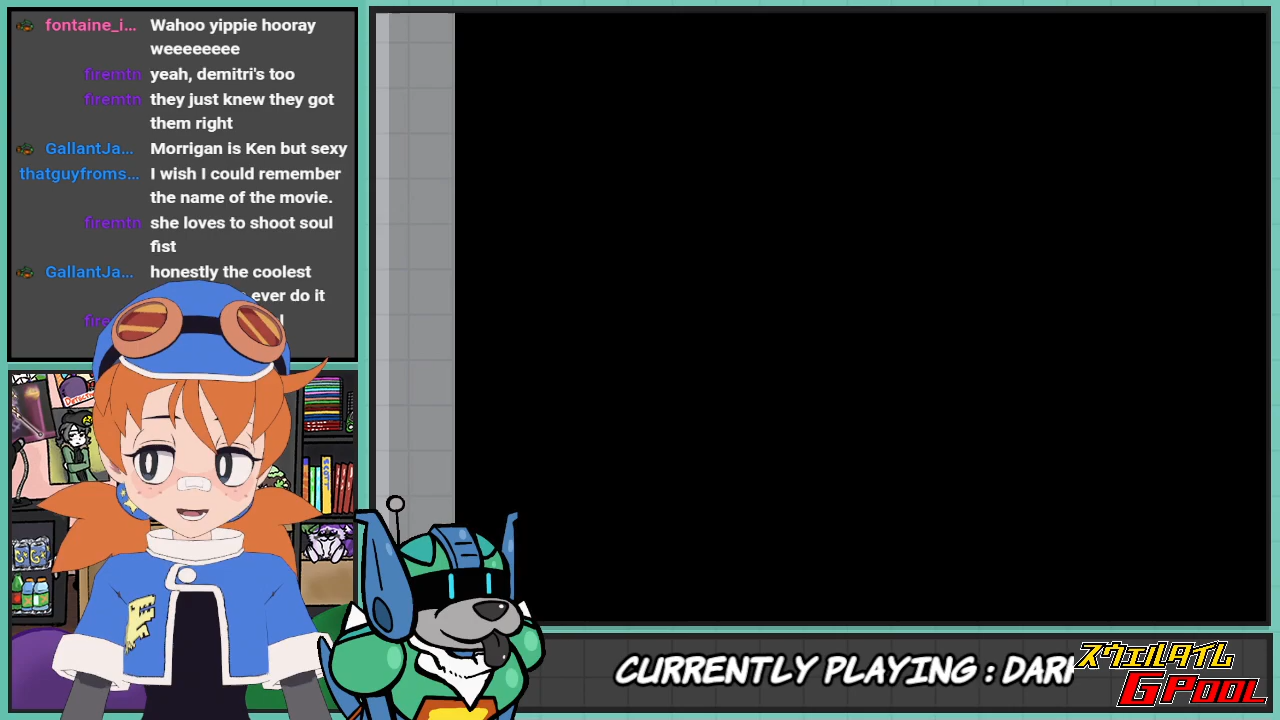 fontaine_i... Wahoo yippie hooray
weeeeeeee
firemtn yeah, demitri's too
firemtn they just knew they got
them right
GallantJa... Morrigan is Ken but sexy
thatguyfroms... I wish I could remember
the name of the movie.
firemtn she loves to shoot soul
fist
GallantJa... honestly the coolest
ever do it
CURRENTLY PLAYING : DAR
スウェルタイム
G POOL